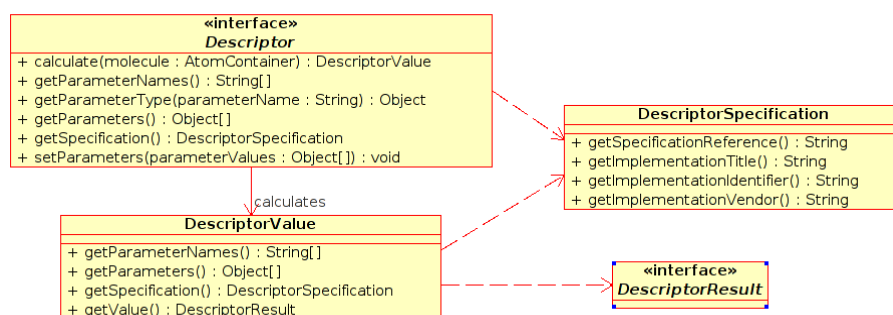 «interface»
Descriptor
+ calculate(molecule : AtomContainer) : DescriptorValue
+ getParameterNames() : String[]
+ getParameterType(parameterName : String) : Object
+ getParameters() : Object[]
+ getSpecification() : DescriptorSpecification
+ setParameters(parameterValues : Object[]) : void
calculates
DescriptorSpecification
+ getSpecificationReference() : String
+ getImplementationTitle() : String
+ getImplementationIdentifier() : String
+ getImplementationVendor() : String
DescriptorValue
+ getParameterNames() : String[]
+ getParameters() : Object[]
+ getSpecification() : DescriptorSpecification
+ getValue() : DescriptorResult
«interface»
DescriptorResult